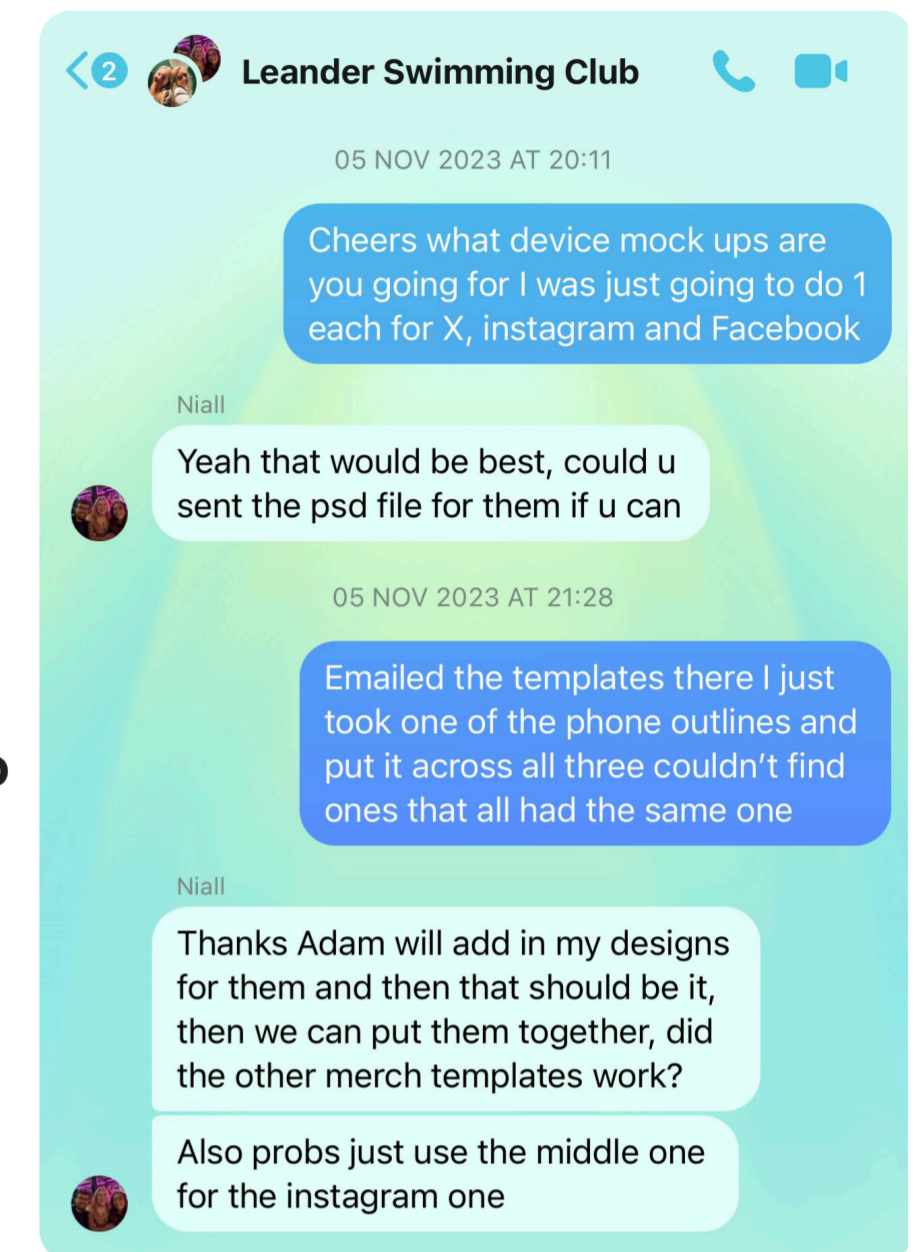 2
Leander Swimming Club
05 NOV 2023 AT 20:11
Cheers what device mock ups are
you going for I was just going to do 1
each for X, instagram and Facebook
Niall
Yeah that would be best, could u
sent the psd file for them if u can
05 NOV 2023 AT 21:28
Emailed the templates there I just
took one of the phone outlines and
put it across all three couldn’t find
ones that all had the same one
Niall
Thanks Adam will add in my designs
for them and then that should be it,
then we can put them together, did
the other merch templates work?
Also probs just use the middle one
for the instagram one